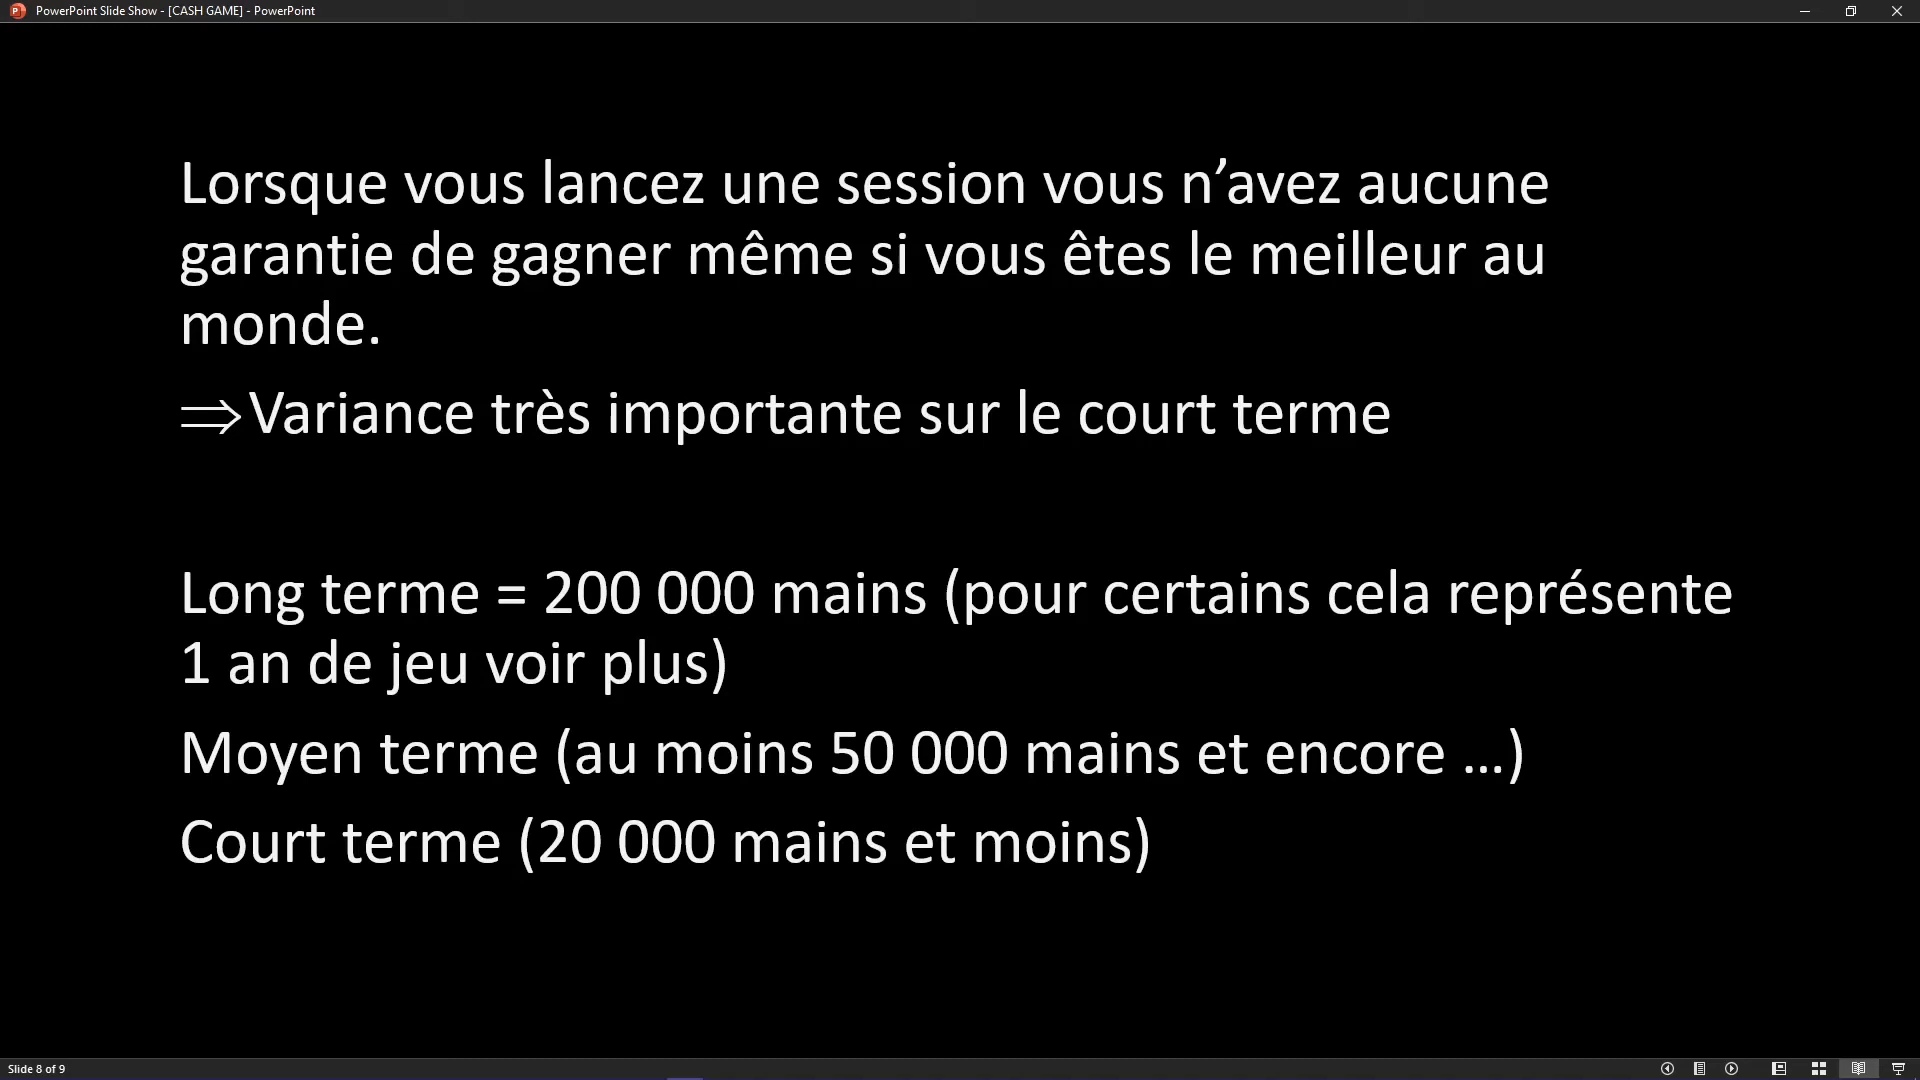 PowerPoint Slide Show - [CASH GAME] - PowerPoint
Lorsque vous lancez une session vous n’avez aucune
garantie de gagner même si vous êtes le meilleur au
monde.
⇒Variance très importante sur le court terme
Long terme = 200 000 mains (pour certains cela représente
1 an de jeu voir plus)
Moyen terme (au moins 50 000 mains et encore …)
Court terme (20 000 mains et moins)
Slide 8 of 9